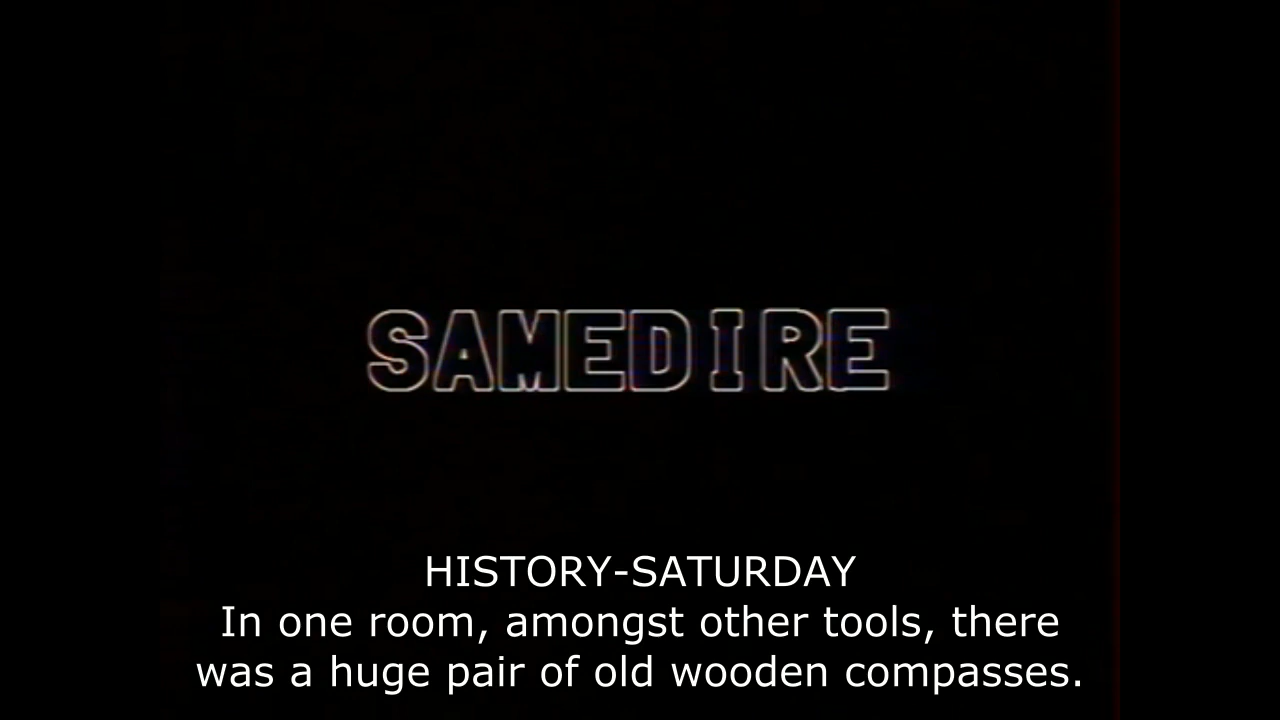 SAMEDIRE
HISTORY-SATURDAY
In one room, amongst other tools, there
was a huge pair of old wooden compasses.